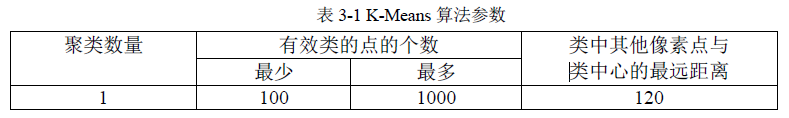 表 3-1 K-Means 算法参数
聚类数量 有效类的点的个数 类中其他像素点与
最少 最多 类中心的最远距离
1 100 1000 120